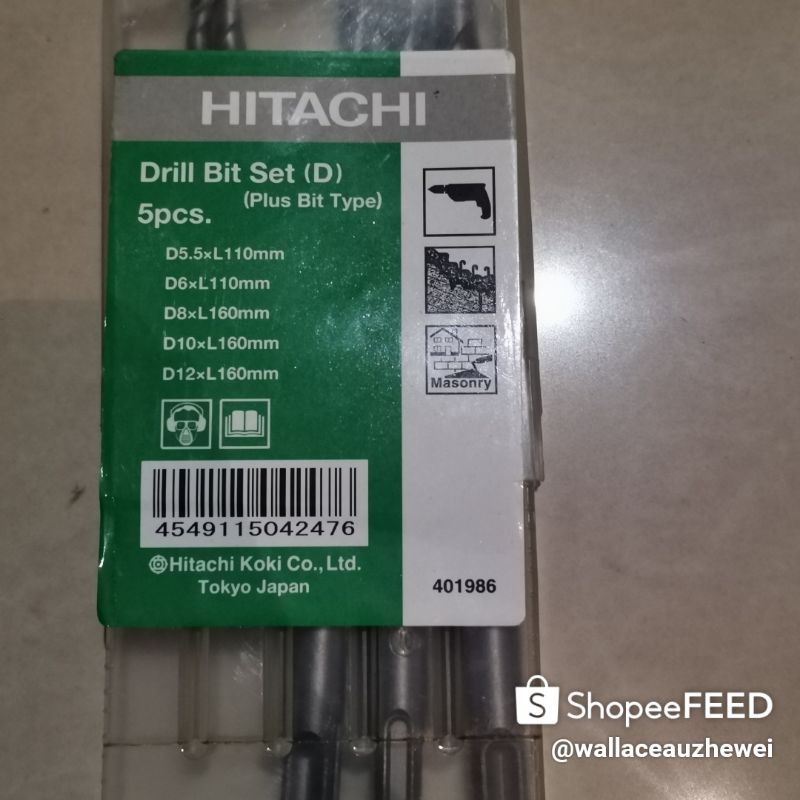 HITACHI
Drill Bit Set (D)
(Plus Bit Type)
5pcs.
D5.5×L110mm
D6×L110mm
D8×L160mm
D10×L160mm
D12×L160mm
Masonry
4549115042476
Hitachi Koki Co., Ltd.
Tokyo Japan
401986
S ShopeeFEED
@wallaceauzhewei